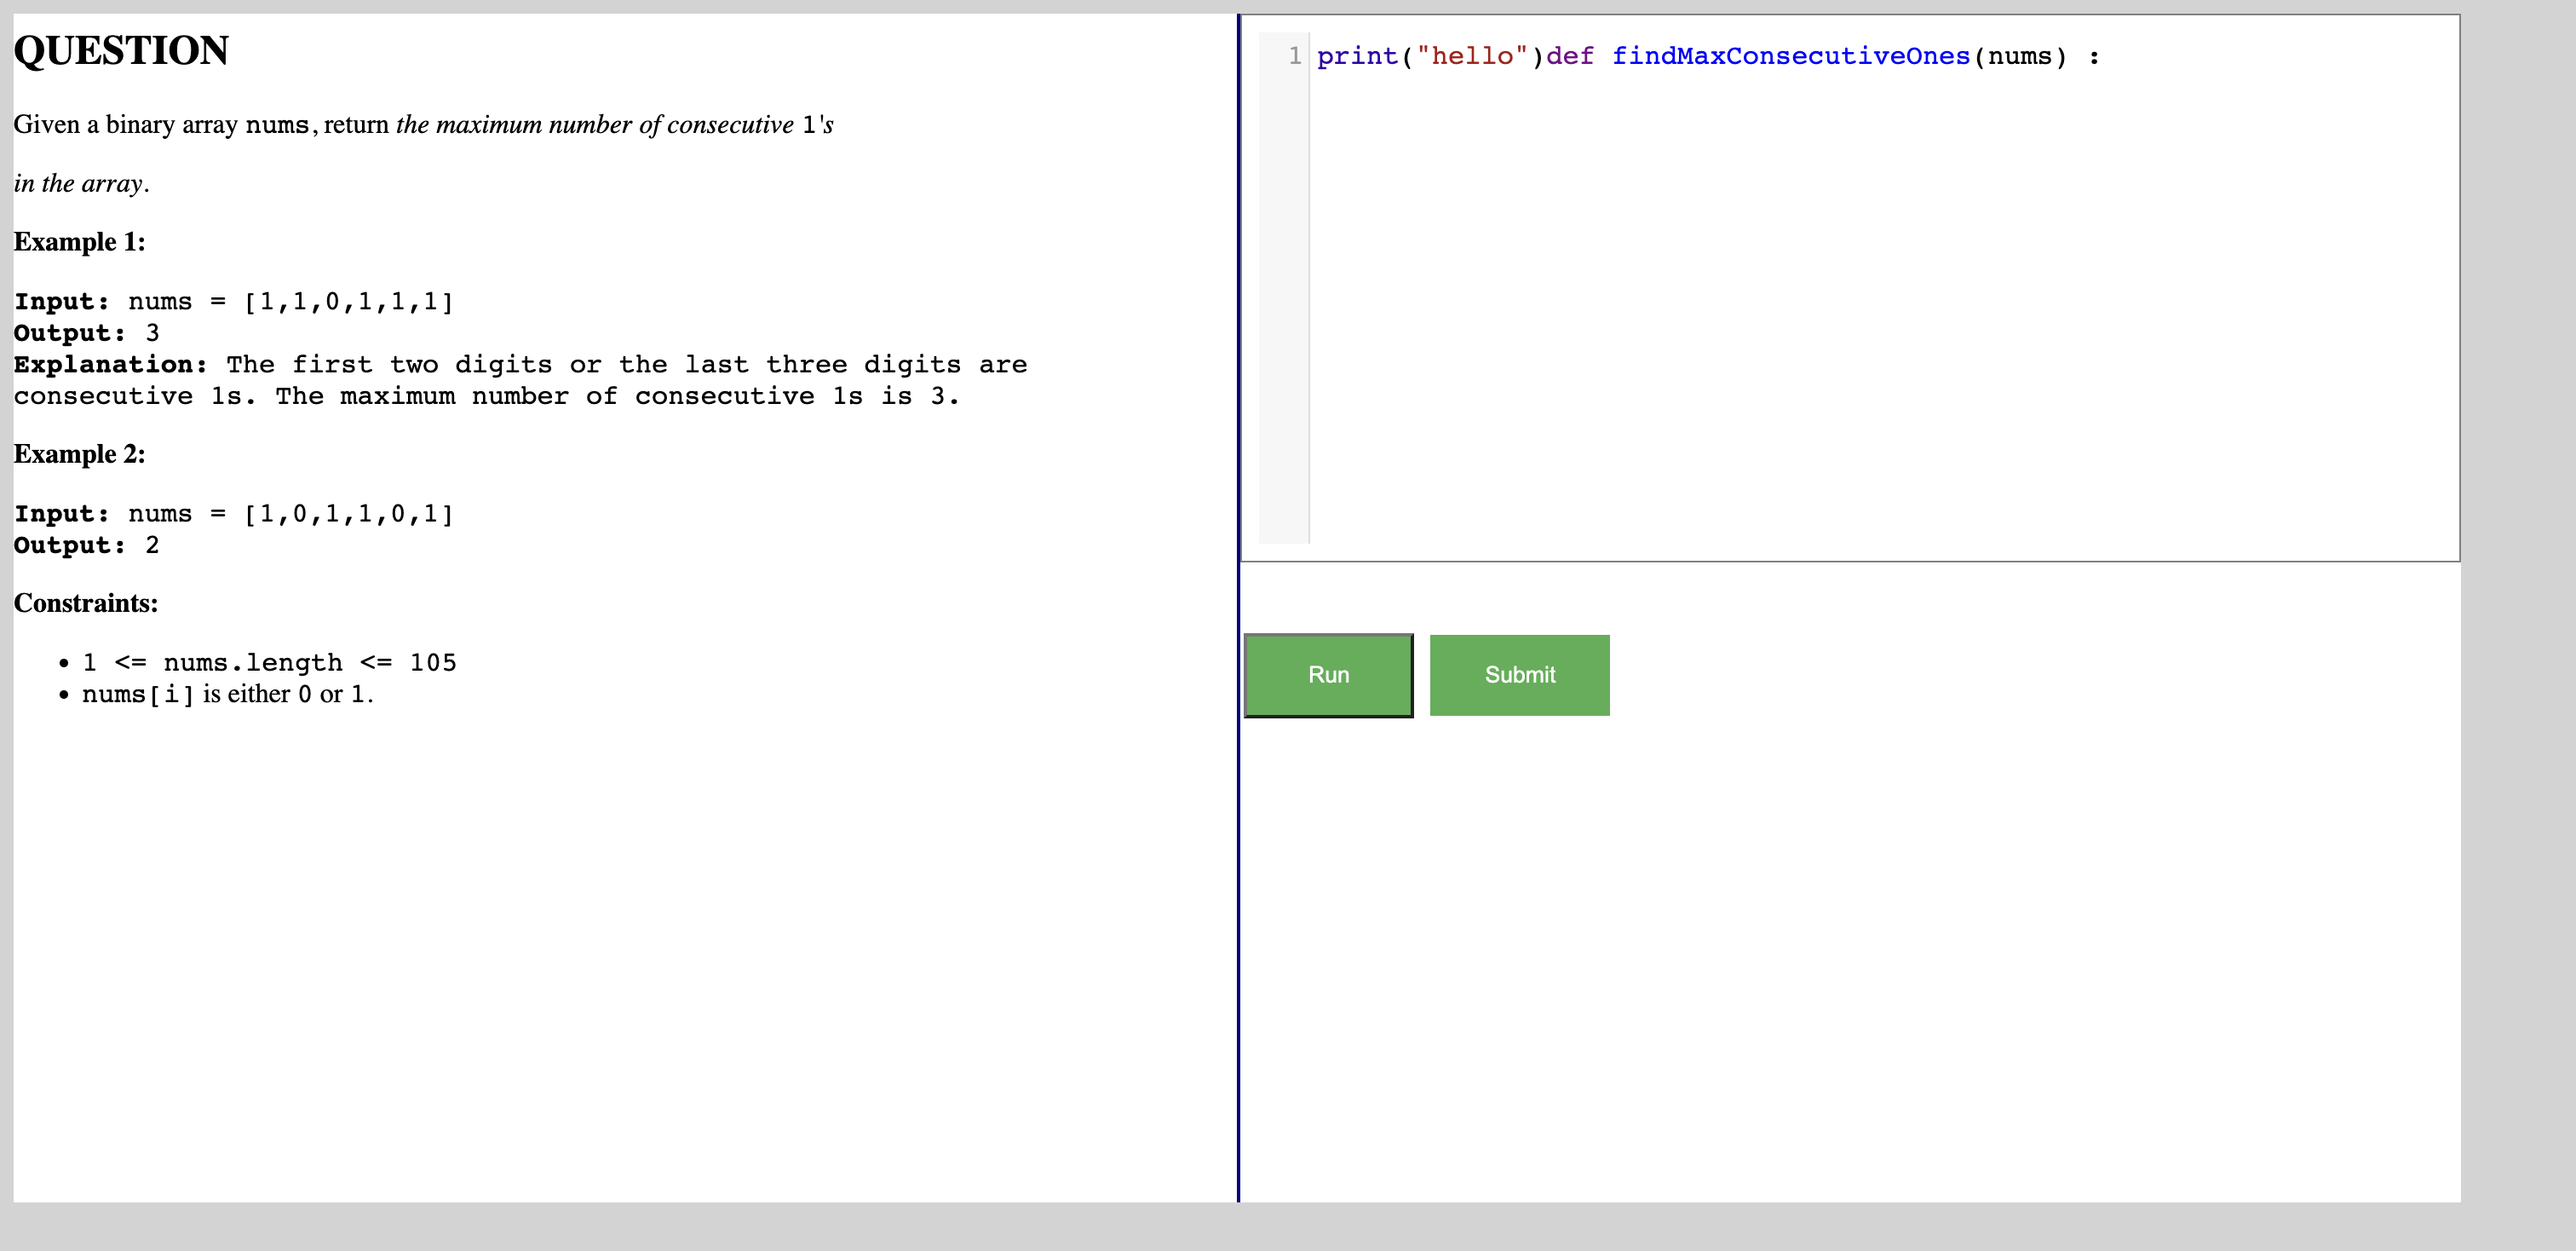 QUESTION
Given a binary array nums, return the maximum number of consecutive 1's
in the array.
Example 1:
Input: nums = [1,1,0,1,1,1]
Output: 3
Explanation: The first two digits or the last three digits are
consecutive 1s. The maximum number of consecutive 1s is 3.
Example 2:
Input: nums = [1,0,1,1,0,1]
Output: 2
Constraints:
• 1 <= nums.length <= 105
• nums[i] is either 0 or 1.
1 print("hello")def findMaxConsecutiveOnes(nums) :
Run Submit